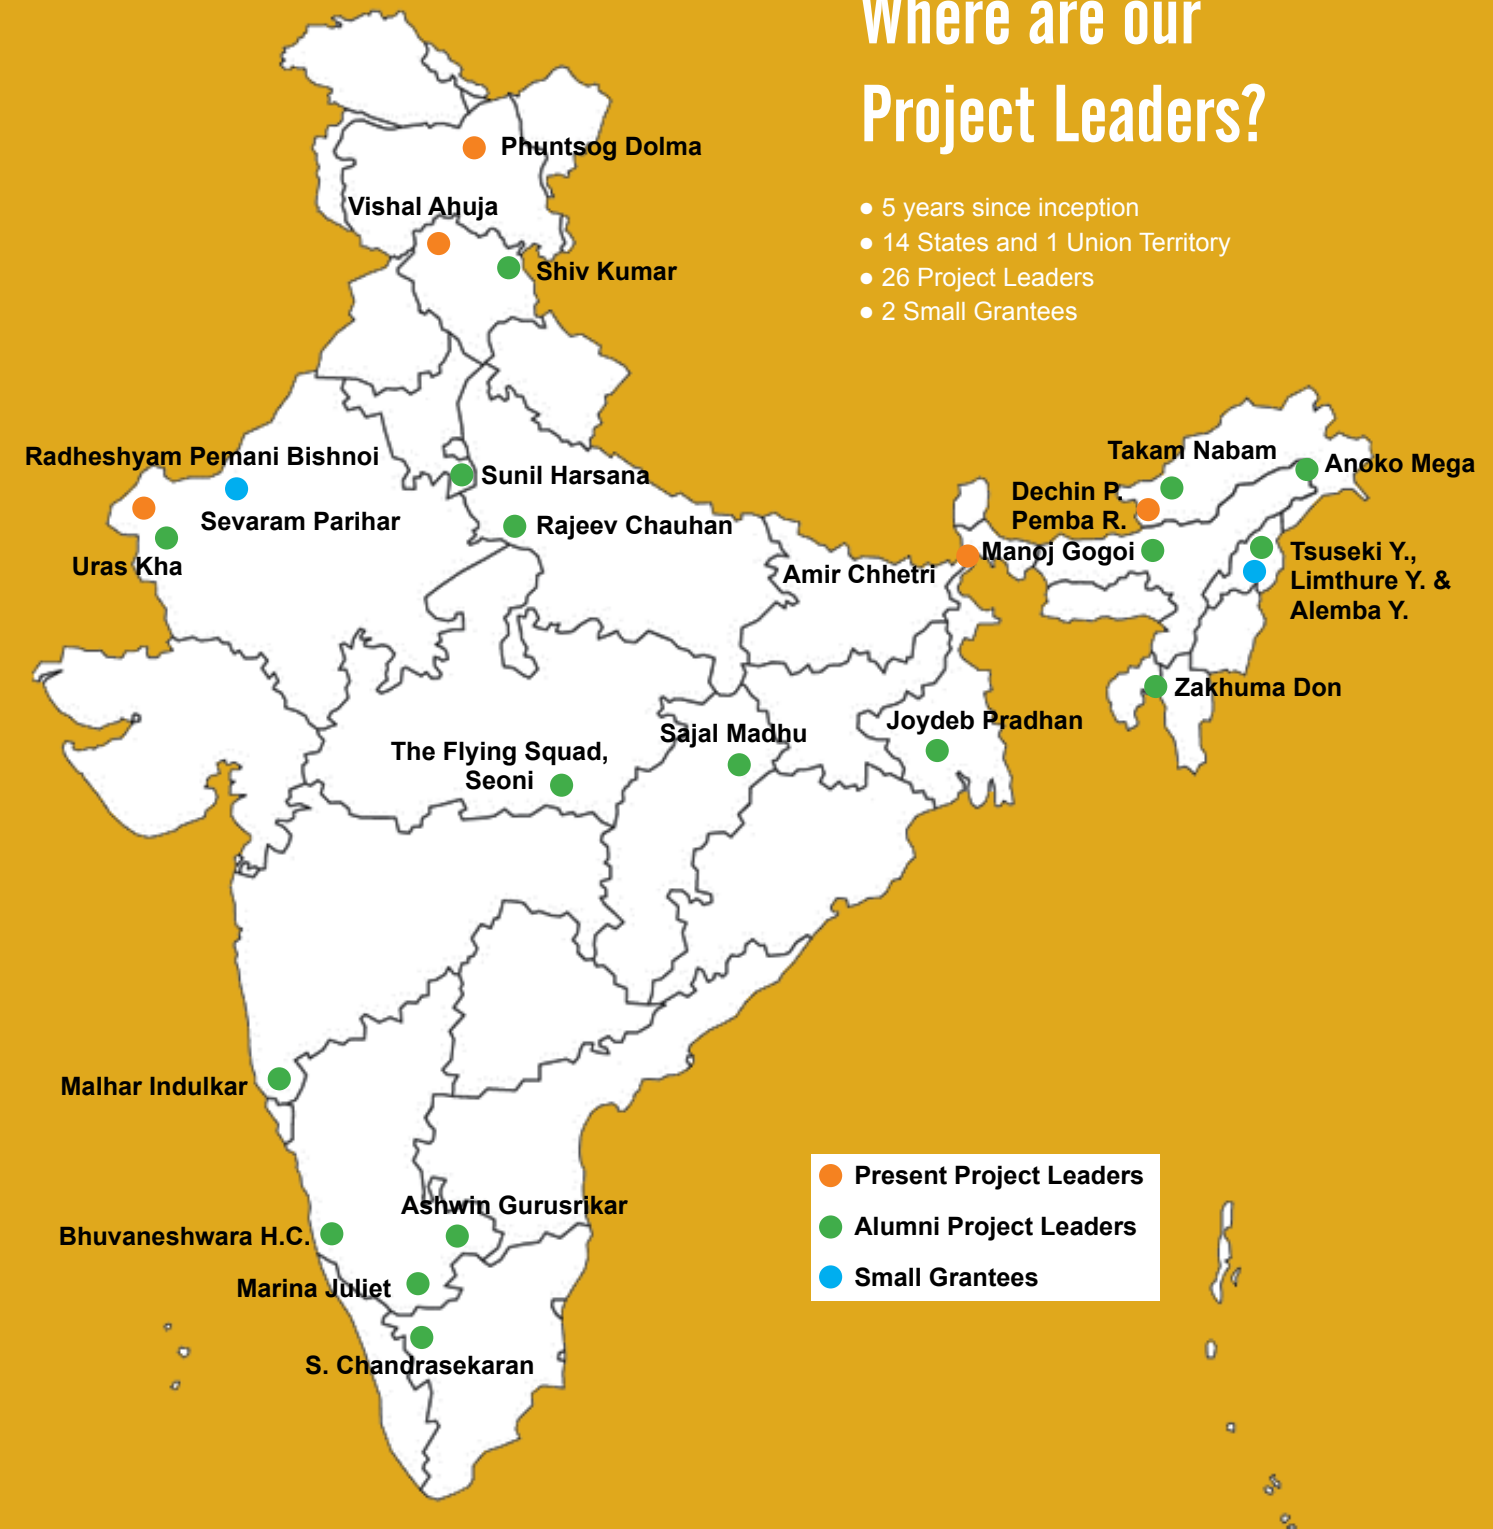 Where are our
Project Leaders?
● 5 years since inception
● 14 States and 1 Union Territory
● 26 Project Leaders
● 2 Small Grantees
Phuntsog Dolma
Vishal Ahuja
Shiv Kumar
Radheshyam Pemani Bishnoi
Sevaram Parihar
Uras Kha
Sunil Harsana
Rajeev Chauhan
Takam Nabam
Anoko Mega
Dechin P.
Pemba R.
Manoj Gogoi
Amir Chhetri
Tsuseki Y.,
Limthure Y. &
Alemba Y.
Zakhuma Don
Joydeb Pradhan
Sajal Madhu
The Flying Squad,
Seoni
Malhar Indulkar
Ashwin Gurusrikar
Bhuvaneshwara H.C.
Marina Juliet
S. Chandrasekaran
Present Project Leaders
Alumni Project Leaders
Small Grantees